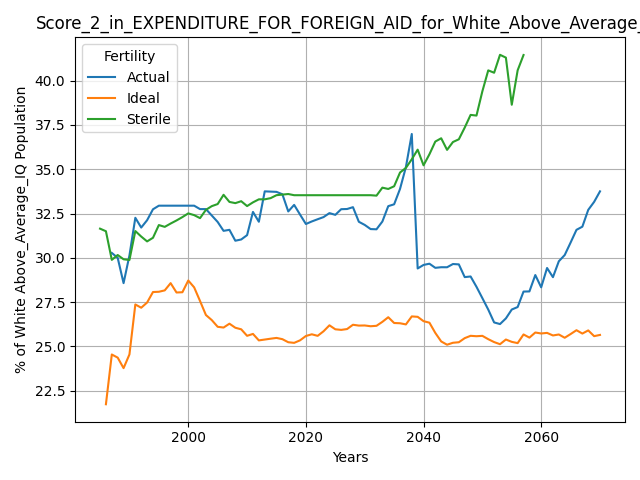 Score_2_in_EXPENDITURE_FOR_FOREIGN_AID_for_White_Above_Average_
Fertility
Actual
Ideal
Sterile
% of White Above_Average_IQ Population
40.0
37.5
35.0
32.5
30.0
27.5
25.0
22.5
2000
2020
2040
2060
Years